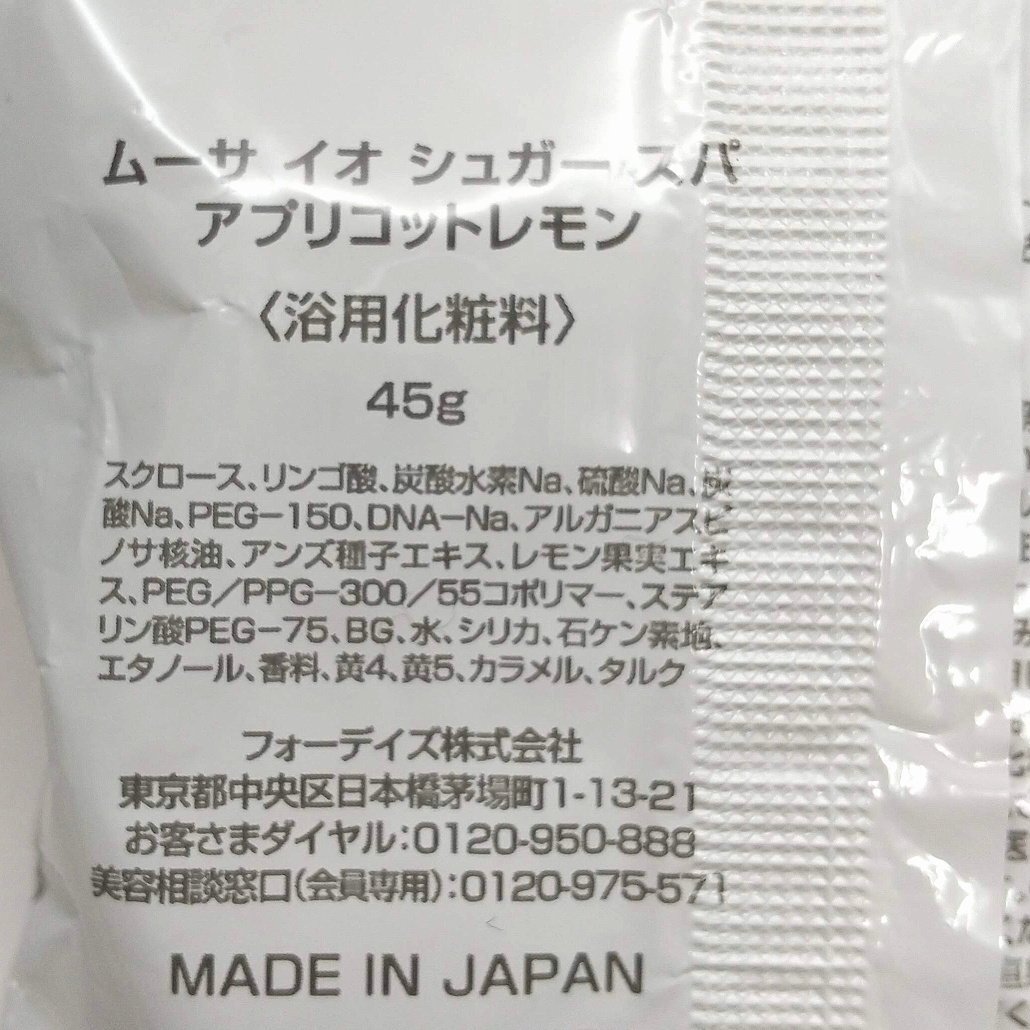 ムーサ イオ シュガー スパ
アプリコットレモン
〈浴用化粧料〉
45g
スクロース、リンゴ酸、炭酸水素Na、硫酸Na、炭
酸Na、PEG－150、DNA－Na、アルガニアスピ
ノサ核油、アンズ種子エキス、レモン果実エキ
ス、PEG／PPG－300／55コポリマー、ステア
リン酸PEG－75、BG、水、シリカ、石ケン素地、
エタノール、香料、黄4、黄5、カラメル、タルク
フォーデイズ株式会社
東京都中央区日本橋茅場町1-13-21
お客さまダイヤル：0120-950-888
美容相談窓口(会員専用)：0120-975-571
MADE IN JAPAN